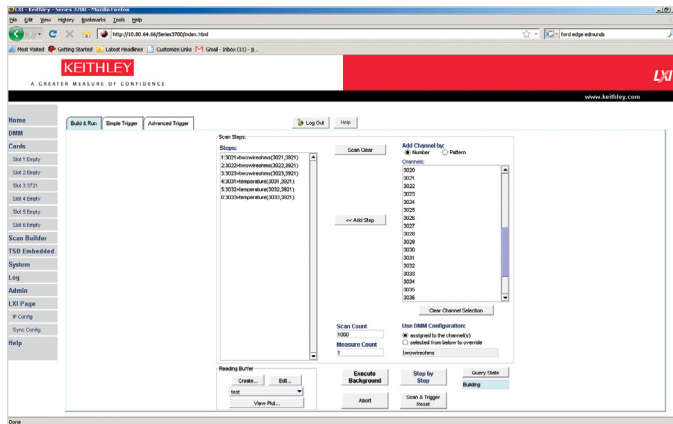 LXI - Keithley - Series 3700 - Mozilla Firefox
File Edit View History Bookmarks Tools Help
http://10.80.64.66/Series3700/index.html
ford edge edmunds
Most Visited Getting Started Latest Headlines Customize Links Gmail - Inbox (11) - g...
KEITHLEY
A GREATER MEASURE OF CONFIDENCE
LXI
www.keithley.com
Home
DMM
Cards
Slot 1:Empty
Slot 2:Empty
Slot 3:3721
Slot 4:Empty
Slot 5:Empty
Slot 6:Empty
Scan Builder
TSB Embedded
System
Log
Admin
LXI Page
IP Config
Sync Config
Help
Build & Run Simple Trigger Advanced Trigger
Log Out Help
Scan Steps:
Steps:
1:3021>twowireohms(3021,3921)
2:3022>twowireohms(3022,3921)
3:3023>twowireohms(3023,3921)
4:3031>temperature(3031,3921)
5:3032>temperature(3032,3921)
6:3033>temperature(3033,3921)
Scan Clear
<< Add Step
Add Channel by:
Number Pattern
Channels:
3020
3021
3022
3023
3024
3025
3026
3027
3028
3029
3030
3031
3032
3033
3034
3035
3036
Clear Channel Selection
Scan Count
1000
Measure Count
1
Use DMM Configuration:
assigned to the channel(s)
selected from below to override
twowireohms
Reading Buffer
Create... Edit...
test
View Plot...
Execute Background
Step by Step
Query State
Building
Abort
Scan & Trigger Reset
Done